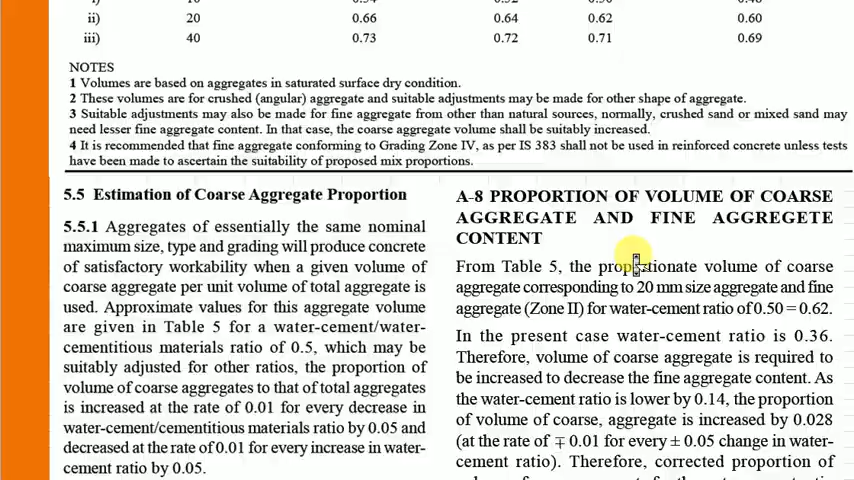 ii) 20 0.66 0.64 0.62 0.60
iii) 40 0.73 0.72 0.71 0.69
NOTES
1 Volumes are based on aggregates in saturated surface dry condition.
2 These volumes are for crushed (angular) aggregate and suitable adjustments may be made for other shape of aggregate.
3 Suitable adjustments may also be made for fine aggregate from other than natural sources, normally, crushed sand or mixed sand may
need lesser fine aggregate content. In that case, the coarse aggregate volume shall be suitably increased.
4 It is recommended that fine aggregate conforming to Grading Zone IV, as per IS 383 shall not be used in reinforced concrete unless tests
have been made to ascertain the suitability of proposed mix proportions.
5.5 Estimation of Coarse Aggregate Proportion
5.5.1 Aggregates of essentially the same nominal
maximum size, type and grading will produce concrete
of satisfactory workability when a given volume of
coarse aggregate per unit volume of total aggregate is
used. Approximate values for this aggregate volume
are given in Table 5 for a water-cement/water-
cementitious materials ratio of 0.5, which may be
suitably adjusted for other ratios, the proportion of
volume of coarse aggregates to that of total aggregates
is increased at the rate of 0.01 for every decrease in
water-cement/cementitious materials ratio by 0.05 and
decreased at the rate of 0.01 for every increase in water-
cement ratio by 0.05.
A-8 PROPORTION OF VOLUME OF COARSE
AGGREGATE AND FINE AGGREGETE
CONTENT
From Table 5, the proportionate volume of coarse
aggregate corresponding to 20 mm size aggregate and fine
aggregate (Zone II) for water-cement ratio of 0.50 = 0.62.
In the present case water-cement ratio is 0.36.
Therefore, volume of coarse aggregate is required to
be increased to decrease the fine aggregate content. As
the water-cement ratio is lower by 0.14, the proportion
of volume of coarse, aggregate is increased by 0.028
(at the rate of ∓ 0.01 for every ± 0.05 change in water-
cement ratio). Therefore, corrected proportion of